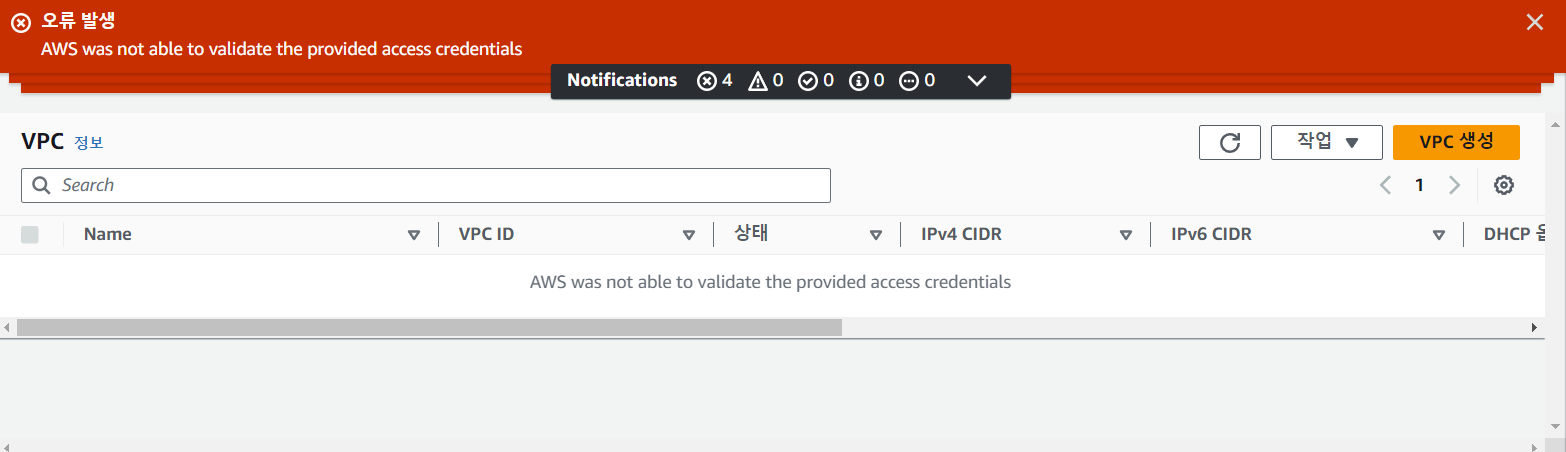 오류 발생
AWS was not able to validate the provided access credentials
Notifications 4 0 0 0 0
VPC 정보
작업
VPC 생성
Search
1
Name VPC ID 상태 IPv4 CIDR IPv6 CIDR DHCP
AWS was not able to validate the provided access credentials